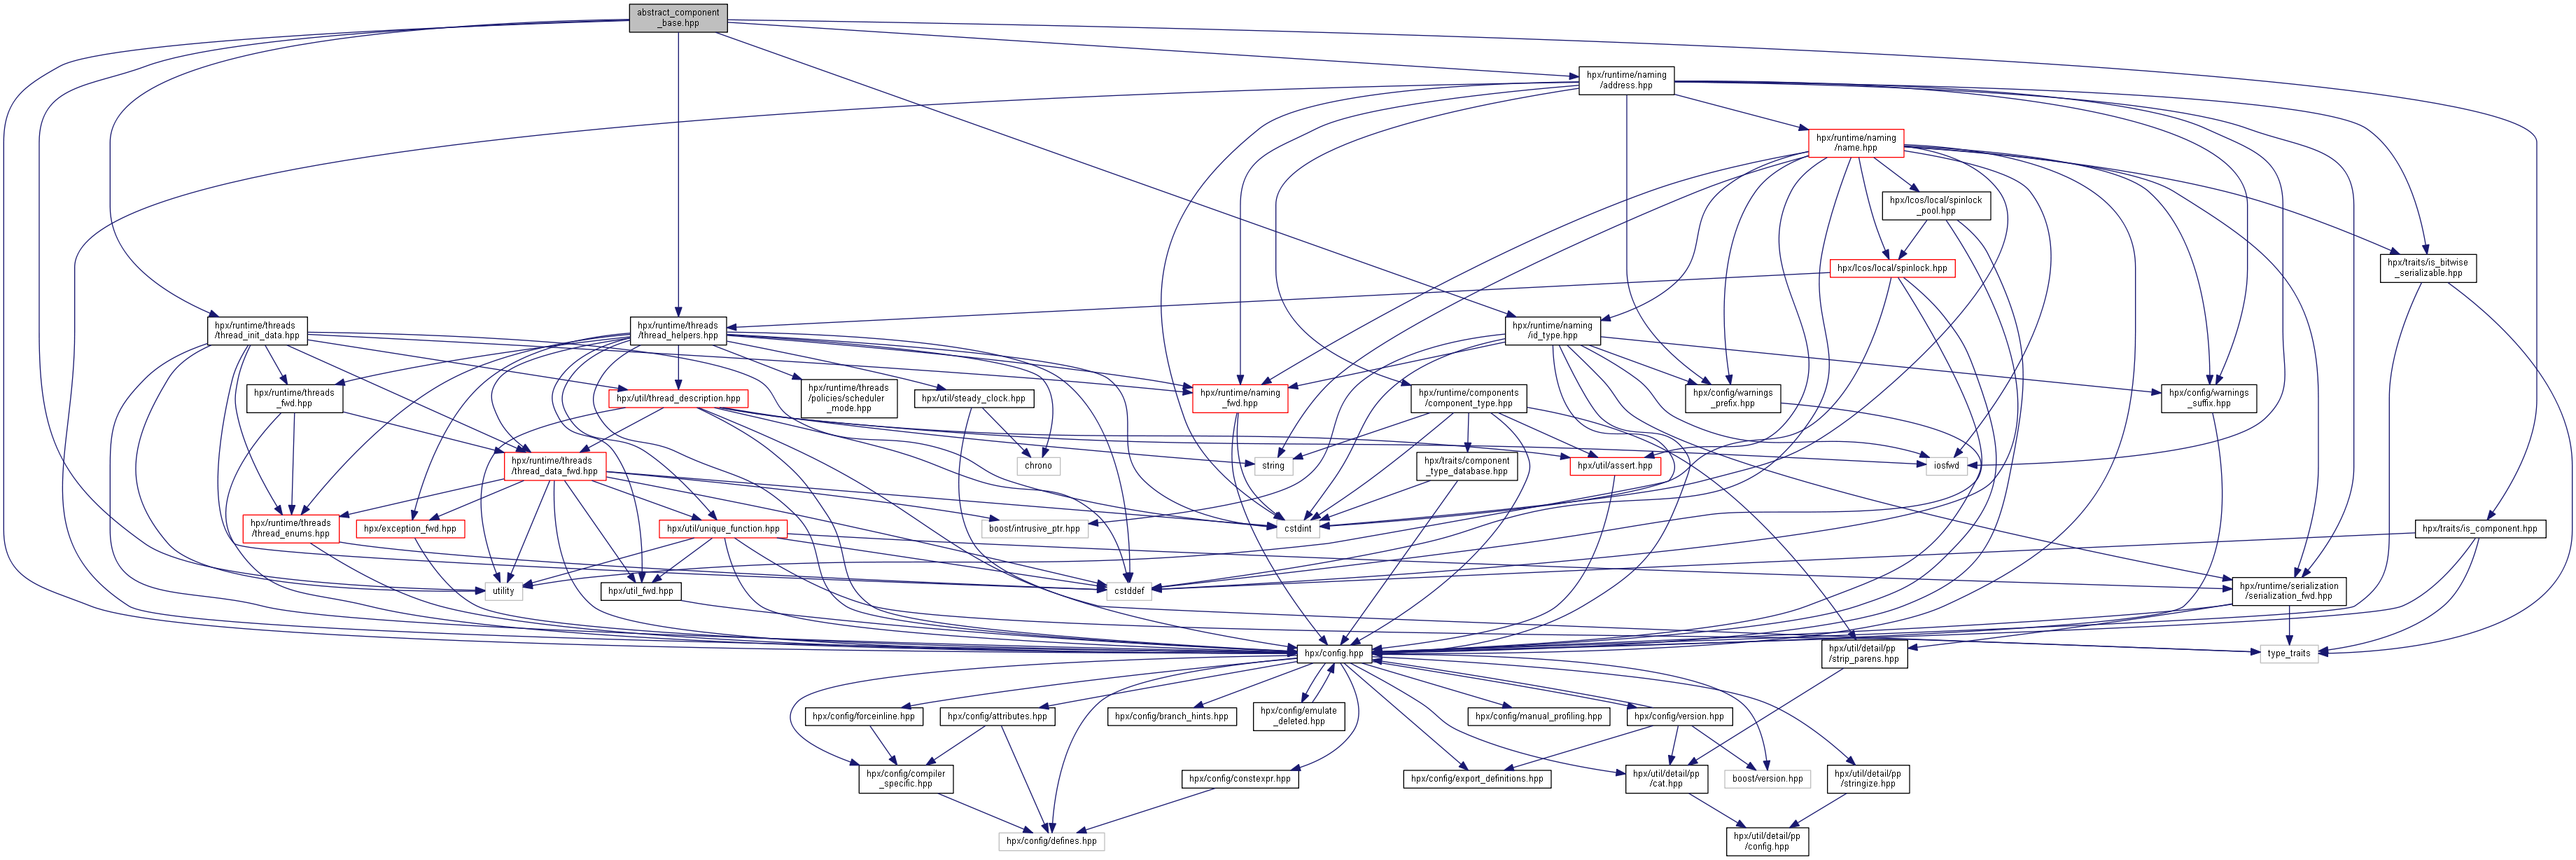 abstract_component
_base.hpp
hpx/runtime/naming
/address.hpp
hpx/runtime/naming
/name.hpp
hpx/lcos/local/spinlock
_pool.hpp
hpx/lcos/local/spinlock.hpp
hpx/traits/is_bitwise
_serializable.hpp
hpx/runtime/threads
/thread_init_data.hpp
hpx/runtime/threads
/thread_helpers.hpp
hpx/runtime/naming
/id_type.hpp
hpx/runtime/threads
_fwd.hpp
hpx/util/thread_description.hpp
hpx/runtime/threads
/policies/scheduler
_mode.hpp
hpx/util/steady_clock.hpp
hpx/runtime/naming
_fwd.hpp
hpx/runtime/components
/component_type.hpp
hpx/config/warnings
_prefix.hpp
hpx/config/warnings
_suffix.hpp
hpx/runtime/threads
/thread_data_fwd.hpp
chrono
string
hpx/traits/component
_type_database.hpp
hpx/util/assert.hpp
iosfwd
hpx/runtime/threads
/thread_enums.hpp
hpx/exception_fwd.hpp
hpx/util/unique_function.hpp
boost/intrusive_ptr.hpp
cstdint
hpx/traits/is_component.hpp
utility
hpx/util_fwd.hpp
cstddef
hpx/runtime/serialization
/serialization_fwd.hpp
hpx/config.hpp
hpx/util/detail/pp
/strip_parens.hpp
type_traits
hpx/config/forceinline.hpp
hpx/config/attributes.hpp
hpx/config/branch_hints.hpp
hpx/config/emulate
_deleted.hpp
hpx/config/manual_profiling.hpp
hpx/config/version.hpp
hpx/config/compiler
_specific.hpp
hpx/config/constexpr.hpp
hpx/config/export_definitions.hpp
hpx/util/detail/pp
/cat.hpp
boost/version.hpp
hpx/util/detail/pp
/stringize.hpp
hpx/config/defines.hpp
hpx/util/detail/pp
/config.hpp